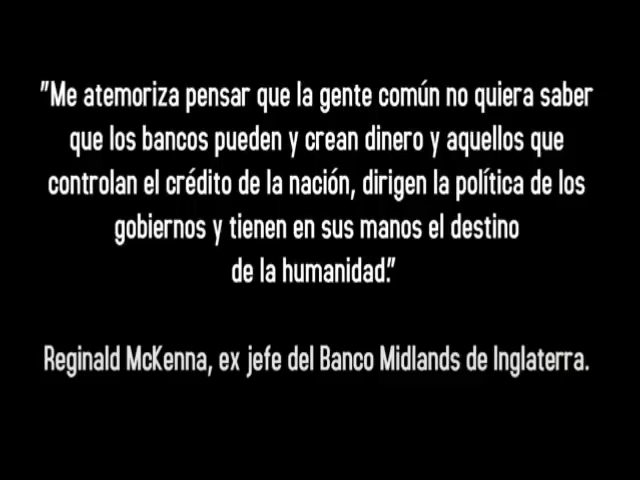 "Me atemoriza pensar que la gente común no quiera saber
que los bancos pueden y crean dinero y aquellos que
controlan el crédito de la nación, dirigen la política de los
gobiernos y tienen en sus manos el destino
de la humanidad."
Reginald McKenna, ex jefe del Banco Midlands de Inglaterra.